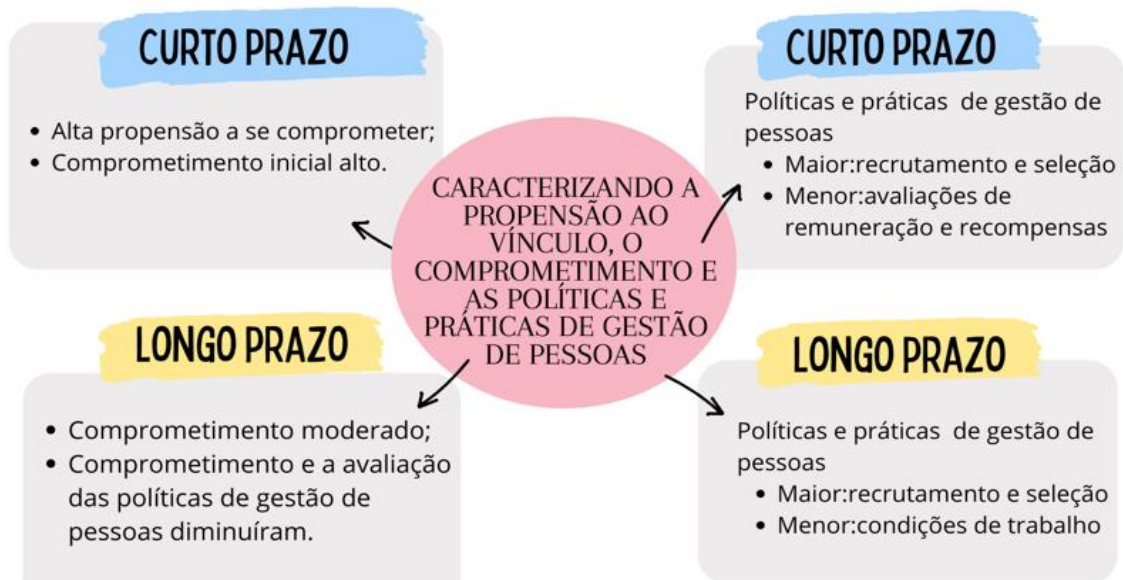 CURTO PRAZO
• Alta propensão a se comprometer;
• Comprometimento inicial alto.
CURTO PRAZO
Políticas e práticas de gestão de
pessoas
• Maior:recrutamento e seleção
• Menor:avaliações de
remuneração e recompensas
CARACTERIZANDO A
PROPENSÃO AO
VÍNCULO, O
COMPROMETIMENTO E
AS POLÍTICAS E
PRÁTICAS DE GESTÃO
DE PESSOAS
LONGO PRAZO
• Comprometimento moderado;
• Comprometimento e a avaliação
das políticas de gestão de
pessoas diminuíram.
LONGO PRAZO
Políticas e práticas de gestão de
pessoas
• Maior:recrutamento e seleção
• Menor:condições de trabalho